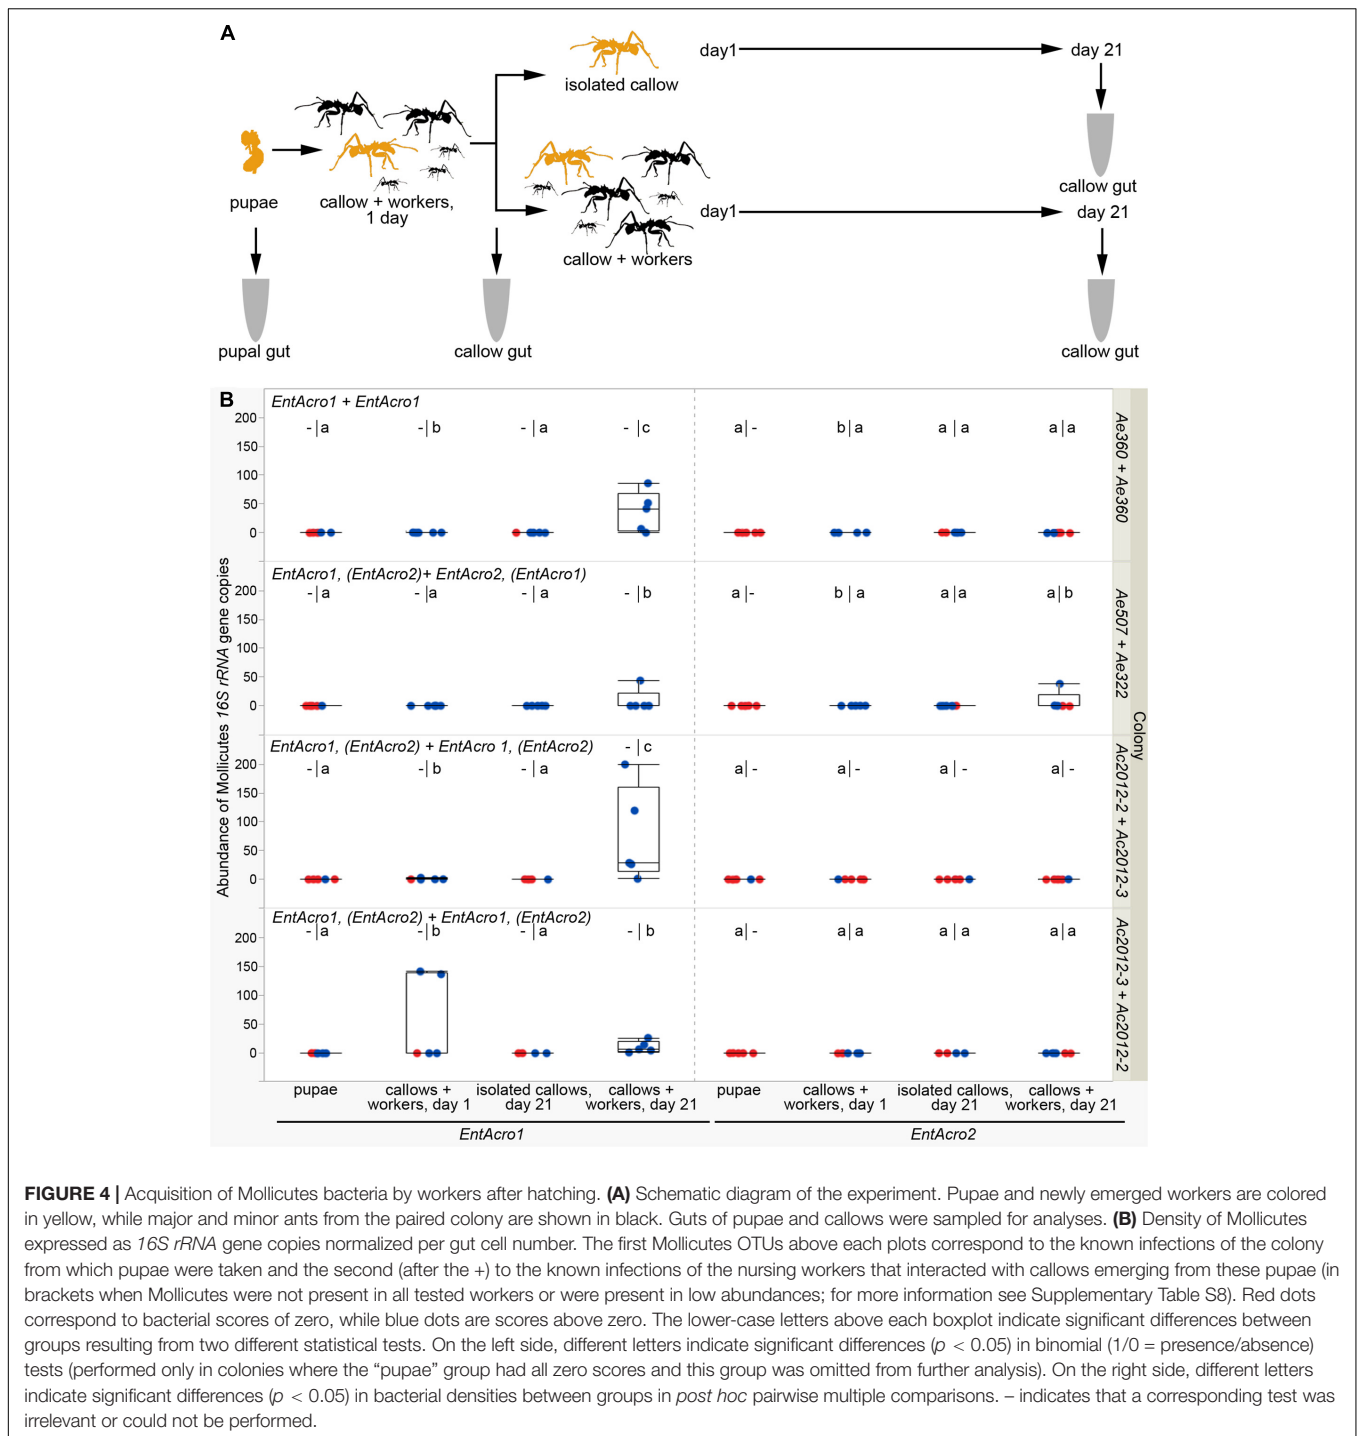 A
day1
day 21
isolated callow
callow gut
pupae
callow + workers,
1 day
day1
day 21
callow + workers
pupal gut
callow gut
callow gut
B
EntAcro1 + EntAcro1
200
150
100
50
0
-|a
-|b
-|a
-|c
a|-
b|a
a|a
a|a
Ae360 + Ae360
EntAcro1, (EntAcro2)+ EntAcro2, (EntAcro1)
200
150
100
50
0
-|a
-|a
-|a
-|b
a|-
b|a
a|a
a|b
Ae507 + Ae322
EntAcro1, (EntAcro2) + EntAcro 1, (EntAcro2)
200
150
100
50
0
-|a
-|b
-|a
-|c
a|-
a|-
a|-
a|-
Ac2012-2 + Ac2012-3
EntAcro1, (EntAcro2) + EntAcro1, (EntAcro2)
200
150
100
50
0
-|a
-|b
-|a
-|b
a|-
a|a
a|a
a|a
Ac2012-3 + Ac2012-2
Abundance of Mollicutes 16S rRNA gene copies
Colony
pupae
callows +
workers, day 1
isolated callows,
day 21
callows +
workers, day 21
pupae
callows +
workers, day 1
isolated callows,
day 21
callows +
workers, day 21
EntAcro1
EntAcro2
FIGURE 4 | Acquisition of Mollicutes bacteria by workers after hatching. (A) Schematic diagram of the experiment. Pupae and newly emerged workers are colored
in yellow, while major and minor ants from the paired colony are shown in black. Guts of pupae and callows were sampled for analyses. (B) Density of Mollicutes
expressed as 16S rRNA gene copies normalized per gut cell number. The first Mollicutes OTUs above each plots correspond to the known infections of the colony
from which pupae were taken and the second (after the +) to the known infections of the nursing workers that interacted with callows emerging from these pupae (in
brackets when Mollicutes were not present in all tested workers or were present in low abundances; for more information see Supplementary Table S8). Red dots
correspond to bacterial scores of zero, while blue dots are scores above zero. The lower-case letters above each boxplot indicate significant differences between
groups resulting from two different statistical tests. On the left side, different letters indicate significant differences (p < 0.05) in binomial (1/0 = presence/absence)
tests (performed only in colonies where the “pupae” group had all zero scores and this group was omitted from further analysis). On the right side, different letters
indicate significant differences (p < 0.05) in bacterial densities between groups in post hoc pairwise multiple comparisons. – indicates that a corresponding test was
irrelevant or could not be performed.